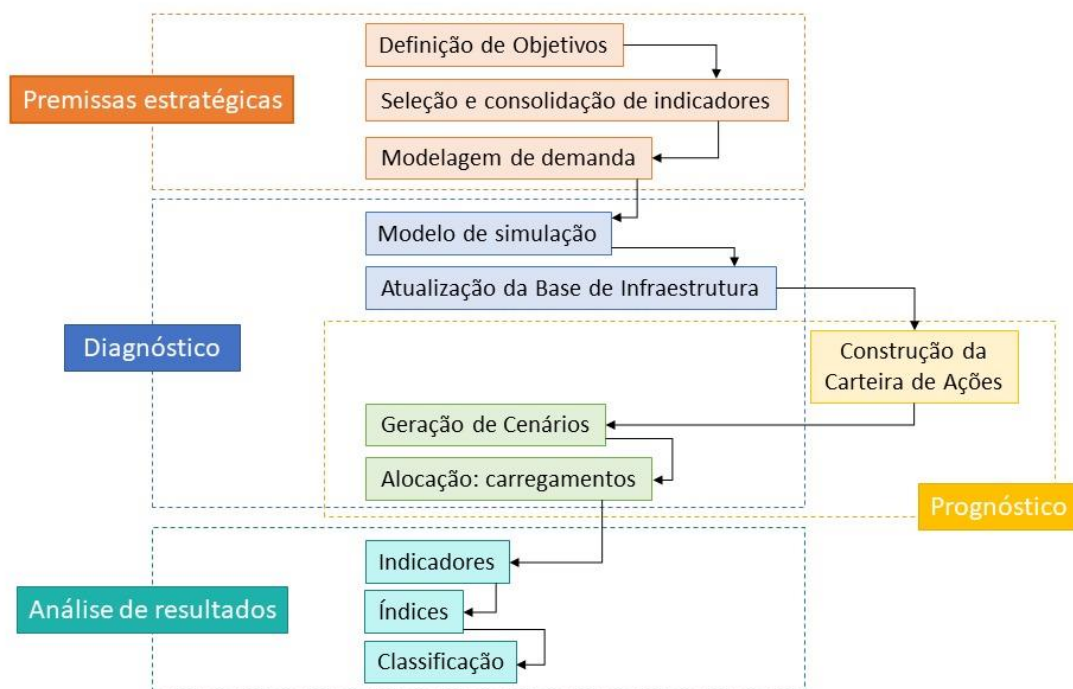 Definição de Objetivos
Premissas estratégicas
Seleção e consolidação de indicadores
Modelagem de demanda
Modelo de simulação
Atualização da Base de Infraestrutura
Diagnóstico
Construção da
Carteira de Ações
Geração de Cenários
Alocação: carregamentos
Prognóstico
Indicadores
Análise de resultados
Índices
Classificação